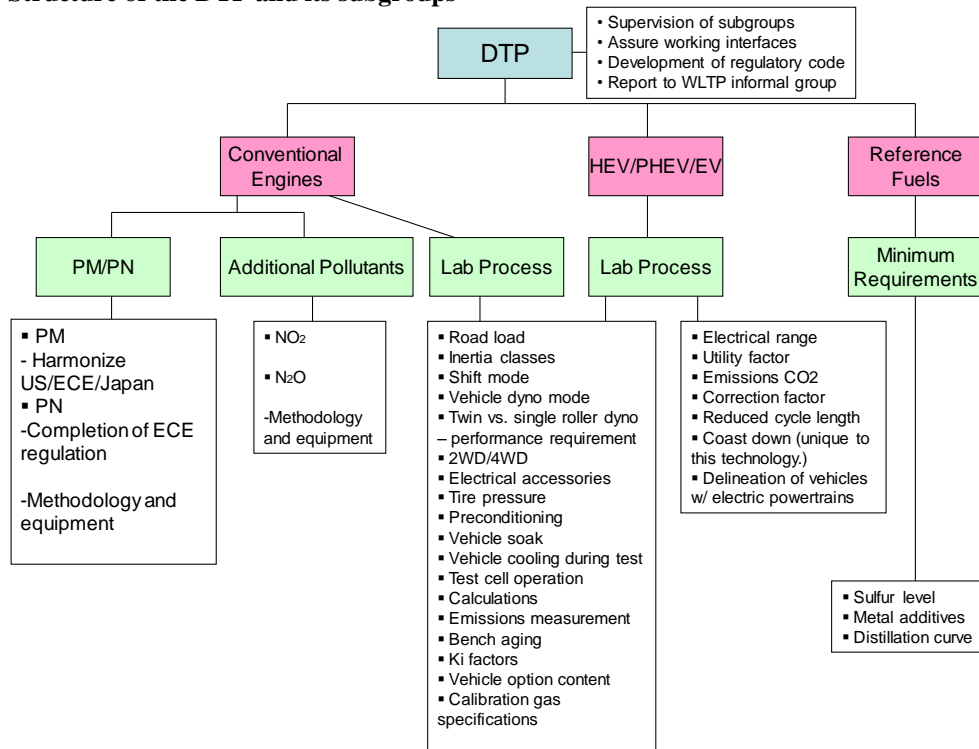 Structure of the DTP and its subgroups
DTP
▪ Supervision of subgroups
▪ Assure working interfaces
▪ Development of regulatory code
▪ Report to WLTP informal group
Conventional
Engines
HEV/PHEV/EV
Reference
Fuels
PM/PN
Additional Pollutants
Lab Process
Lab Process
Minimum
Requirements
▪ PM
- Harmonize
US/ECE/Japan
▪ PN
-Completion of ECE
regulation
-Methodology and
equipment
▪ NO2
▪ N2O
-Methodology
and equipment
▪ Road load
▪ Inertia classes
▪ Shift mode
▪ Vehicle dyno mode
▪ Twin vs. single roller dyno
– performance requirement
▪ 2WD/4WD
▪ Electrical accessories
▪ Tire pressure
▪ Preconditioning
▪ Vehicle soak
▪ Vehicle cooling during test
▪ Test cell operation
▪ Calculations
▪ Emissions measurement
▪ Bench aging
▪ Ki factors
▪ Vehicle option content
▪ Calibration gas
specifications
▪ Electrical range
▪ Utility factor
▪ Emissions CO2
▪ Correction factor
▪ Reduced cycle length
▪ Coast down (unique to
this technology.)
▪ Delineation of vehicles
w/ electric powertrains
▪ Sulfur level
▪ Metal additives
▪ Distillation curve